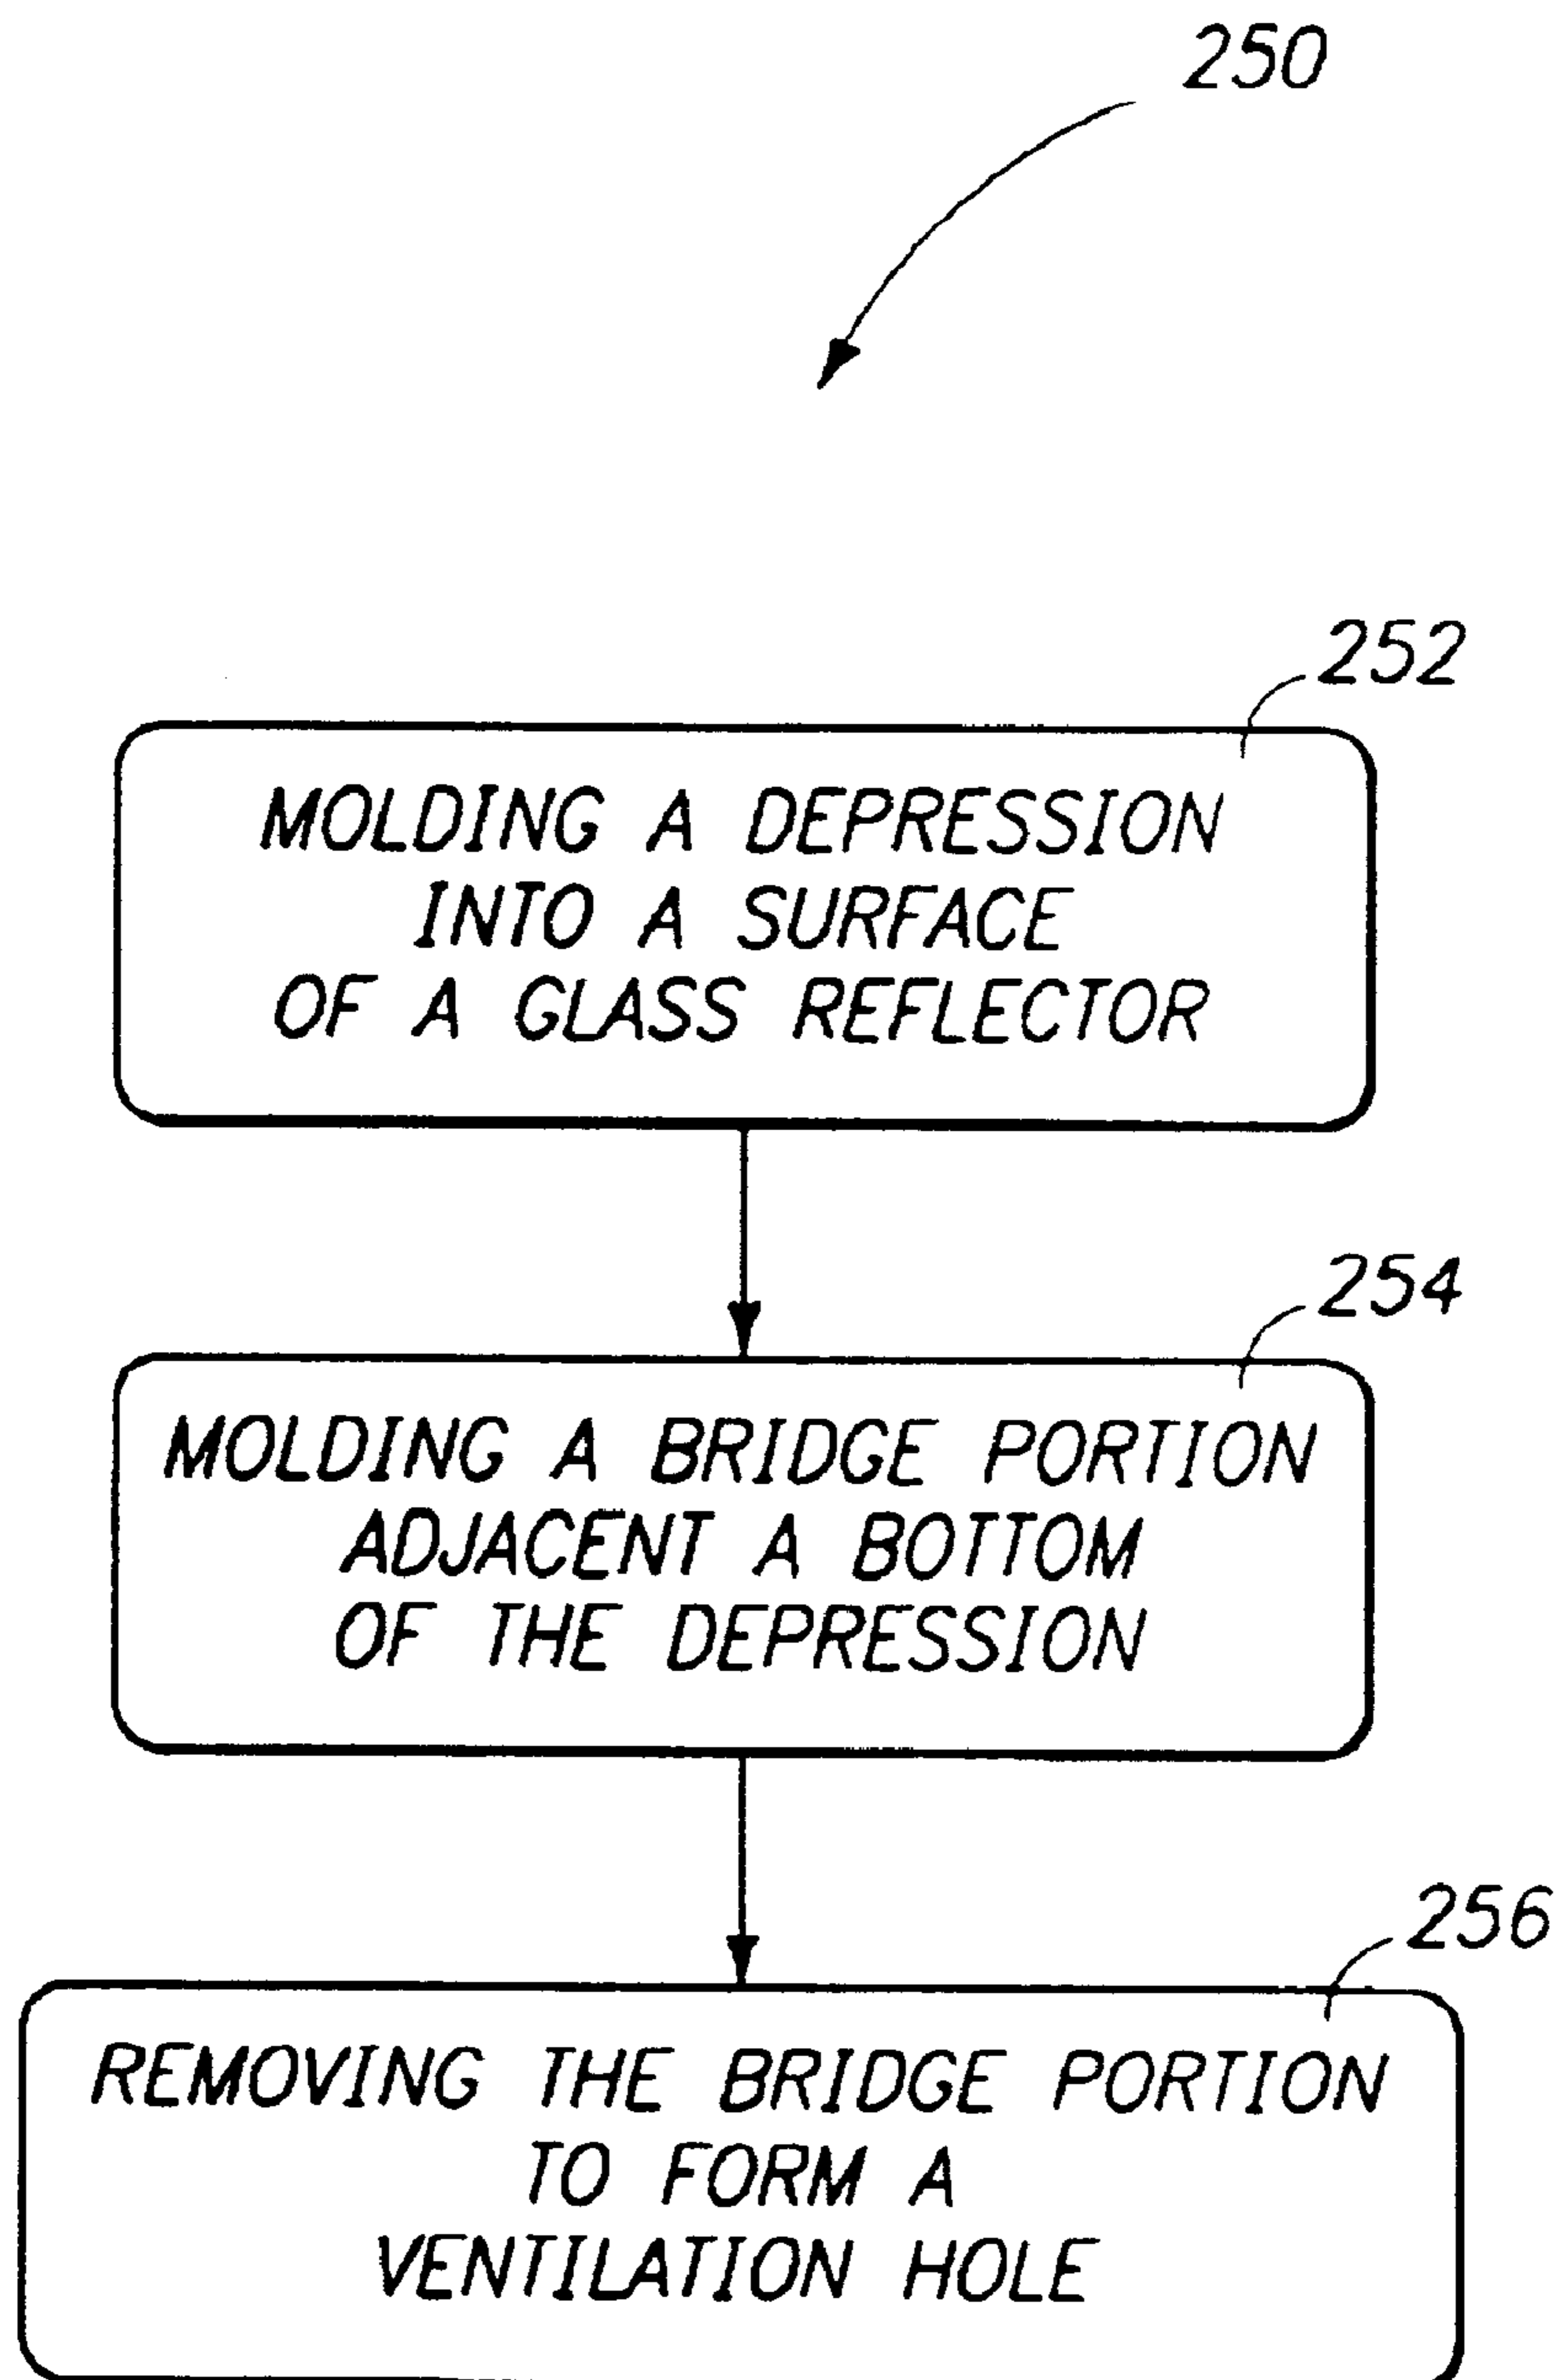 250
252
MOLDING A DEPRESSION
INTO A SURFACE
OF A GLASS REFLECTOR
254
MOLDING A BRIDGE PORTION
ADJACENT A BOTTOM
OF THE DEPRESSION
256
REMOVING THE BRIDGE PORTION
TO FORM A
VENTILATION HOLE